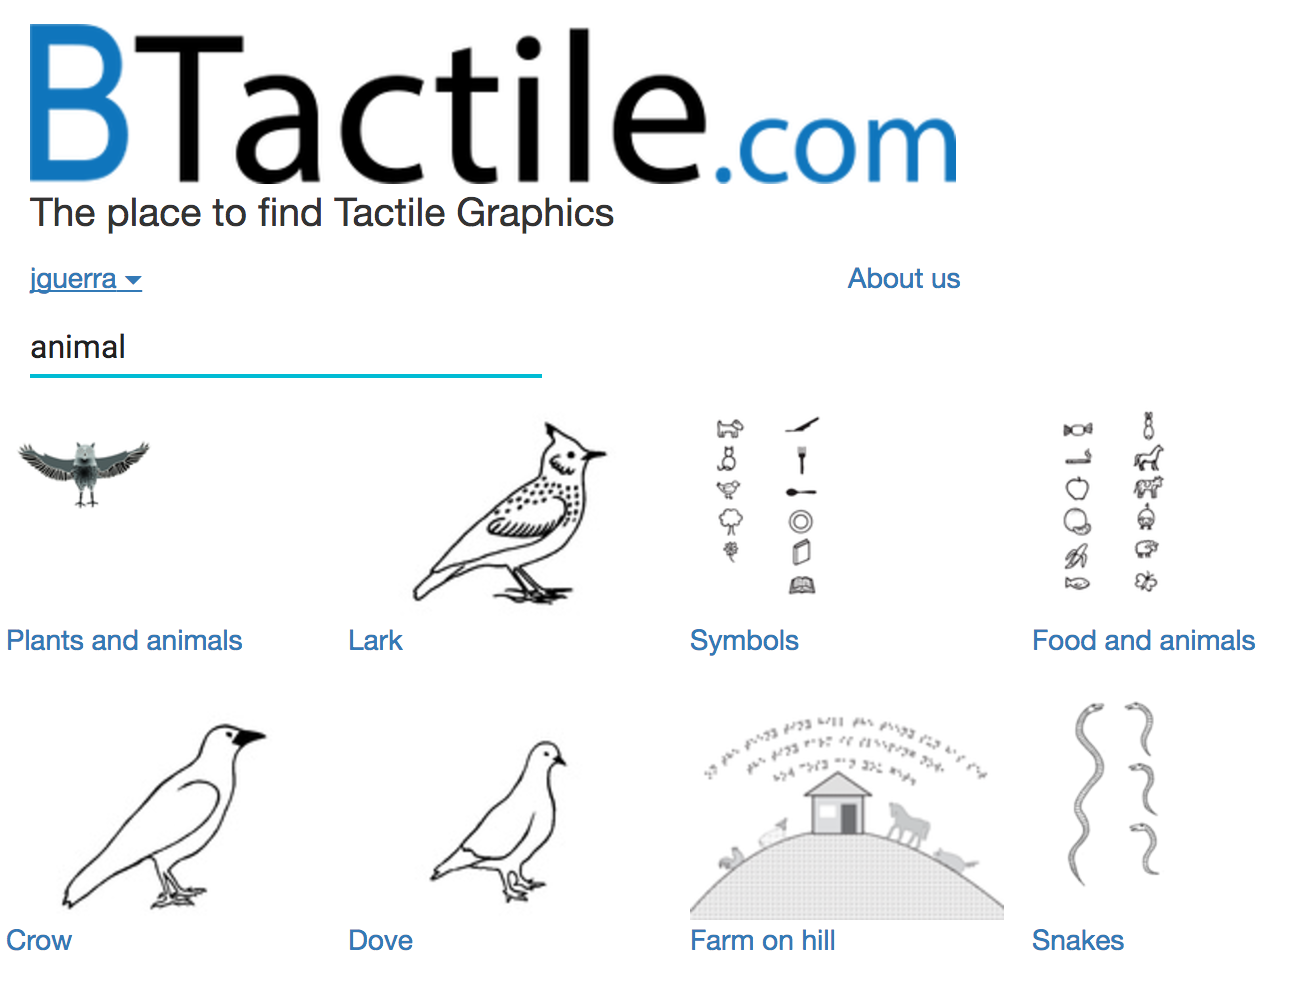 BTactile.com
The place to find Tactile Graphics
jguerra
About us
animal
Plants and animals
Lark
Symbols
Food and animals
Crow
Dove
Farm on hill
Snakes